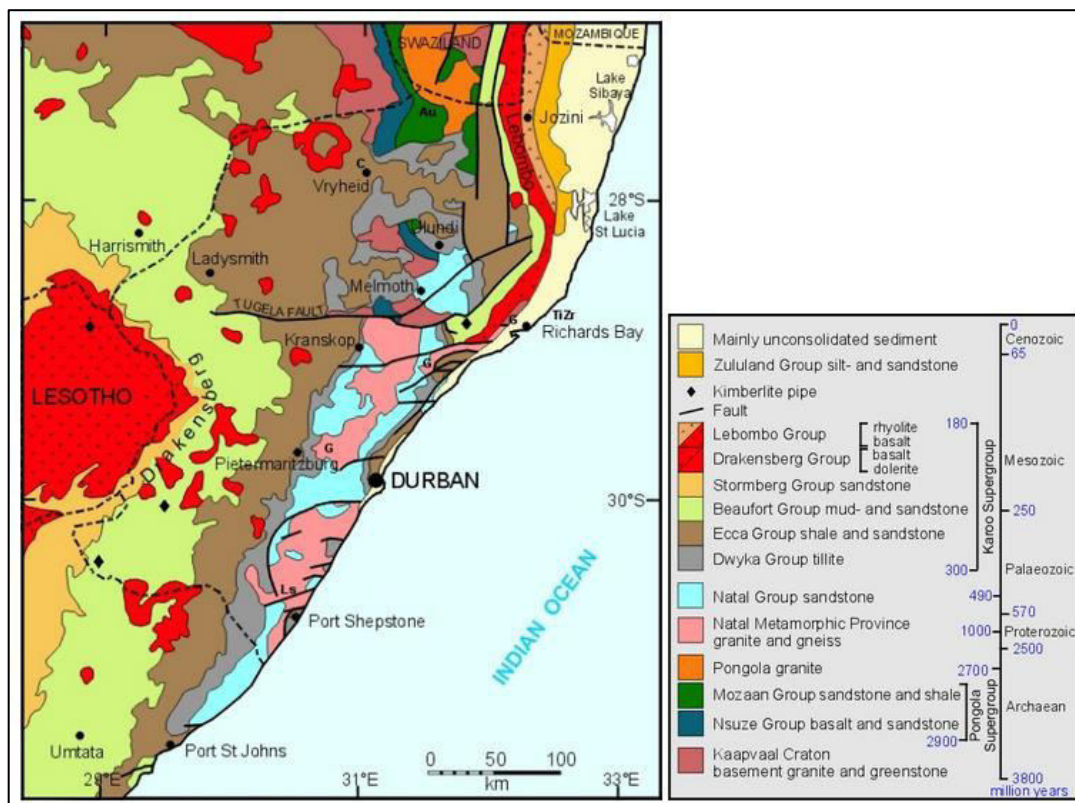 SWAZILAND
MOZAMBIQUE
Lake
Sibaya
Au
Jozini
Lebombo
C
Vryheid
28°S
Ulundi
Lake
St Lucia
Harrismith
Ladysmith
Melmoth
TUGELA FAULT
TiZr
G
Richards Bay
Kranskop
G
LESOTHO
Drakensberg
G
Pietermaritzburg
DURBAN
30°S
Ls
INDIAN OCEAN
Port Shepstone
Umtata
Port St Johns
0 50 100
km
29°E
31°E
33°E
Mainly unconsolidated sediment
Zululand Group silt- and sandstone
Kimberlite pipe
Fault
Lebombo Group
rhyolite
basalt
Drakensberg Group
basalt
dolerite
Stormberg Group sandstone
Beaufort Group mud- and sandstone
Ecca Group shale and sandstone
Dwyka Group tillite
Natal Group sandstone
Natal Metamorphic Province
granite and gneiss
Pongola granite
Mozaan Group sandstone and shale
Nsuze Group basalt and sandstone
Kaapvaal Craton
basement granite and greenstone
180
300
Karoo Supergroup
2900
Pongola
Supergroup
0
Cenozoic
65
Mesozoic
250
Palaeozoic
490
570
1000
Proterozoic
2500
2700
Archaean
3800
million years